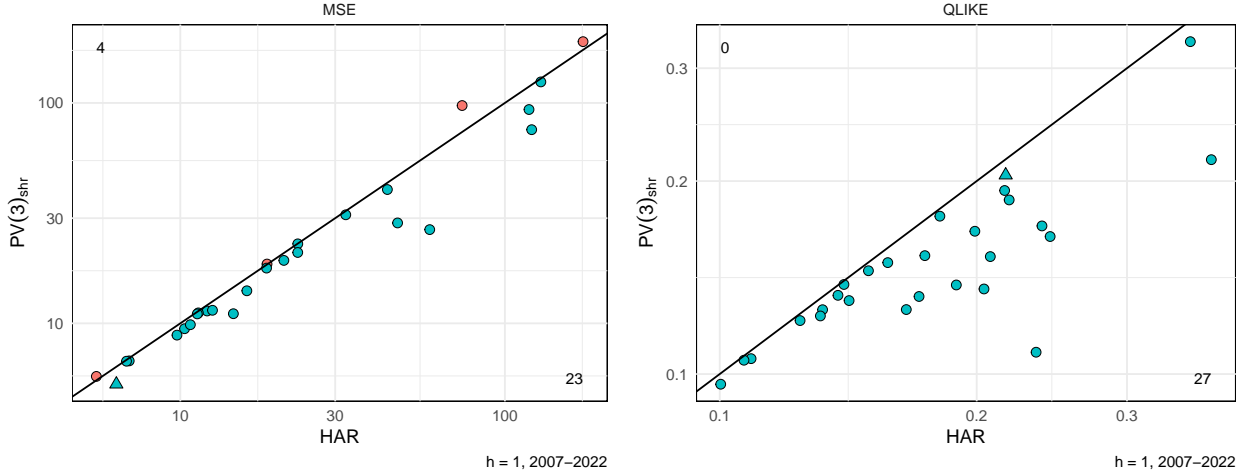 MSE
4
100
30
10
PV(3)shr
23
10 30 100
HAR
h = 1, 2007−2022
QLIKE
0
0.3
0.2
0.1
PV(3)shr
27
0.1 0.2 0.3
HAR
h = 1, 2007−2022